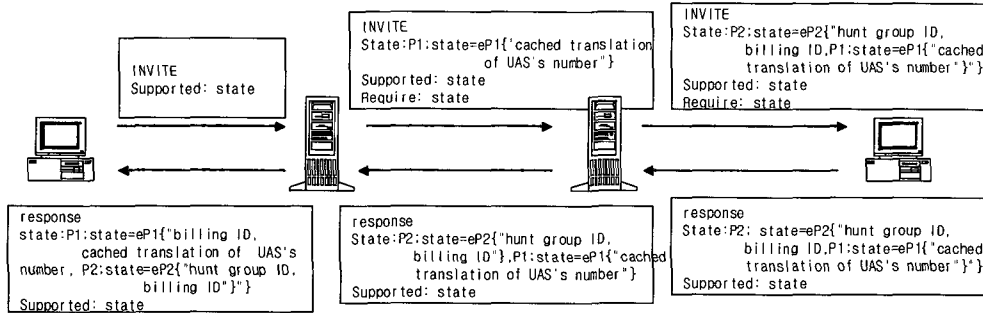 INVITE
Supported: state
INVITE
State:P1:state=eP1{"cached translation
of UAS's number"}
Supported: state
Require: state
INVITE
State:P2:state=eP2{"hunt group ID,
billing ID,P1:state=eP1{"cached
translation of UAS's number"}"}
Supported: state
Require: state
response
state:P1:state=eP1{"billing ID,
cached translation of UAS's
number, P2:state=eP2{"hunt group ID,
billing ID"}"}
Supported: state
response
State:P2:state=eP2{"hunt group ID,
billing ID"},P1:state=eP1{"cached
translation of UAS's number"}
Supported: state
response
State:P2: state=eP2{"hunt group ID,
billing ID,P1:state=eP1{"cached
translation of UAS's number"}"}
Supported: state